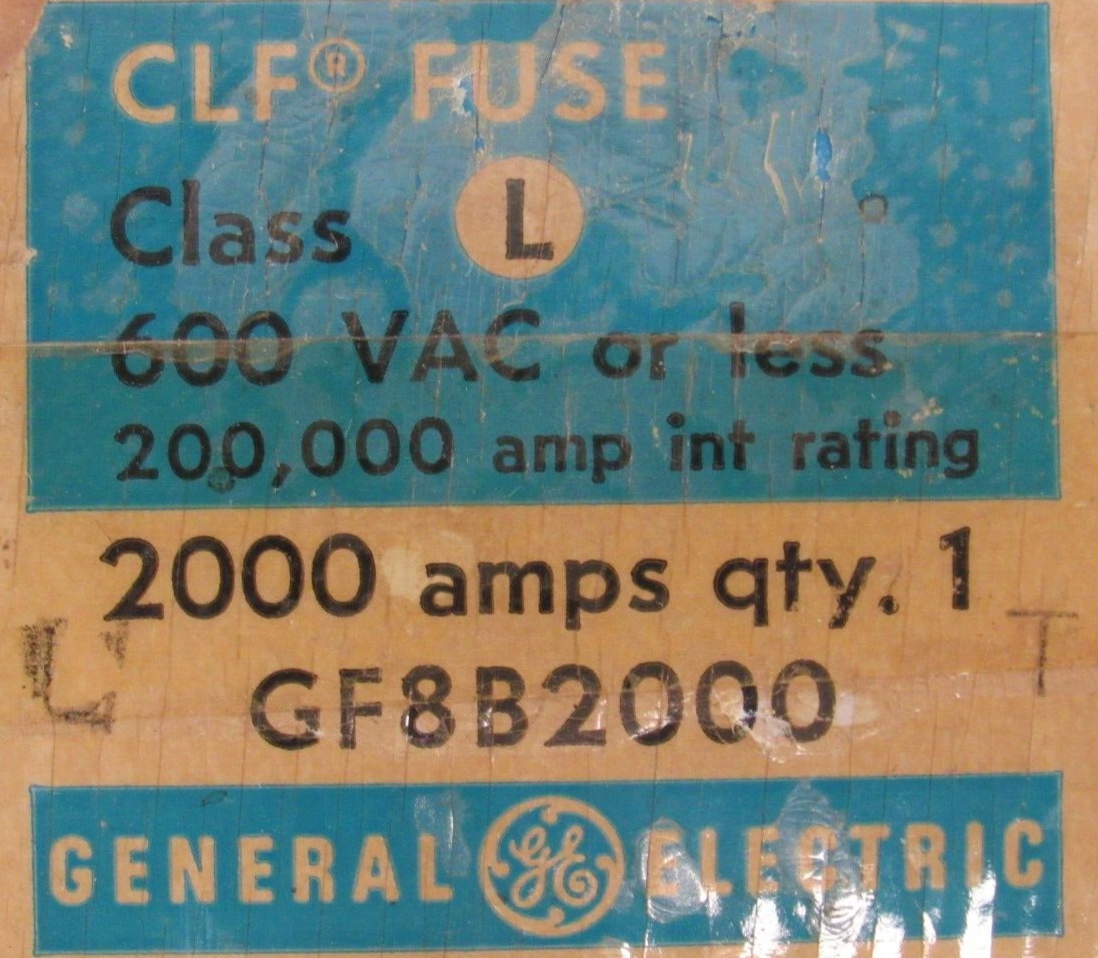 CLF® FUSE
Class L
600 VAC or less
200,000 amp int rating
2000 amps qty. 1
L T
GF8B2000
GENERAL GE ELECTRIC